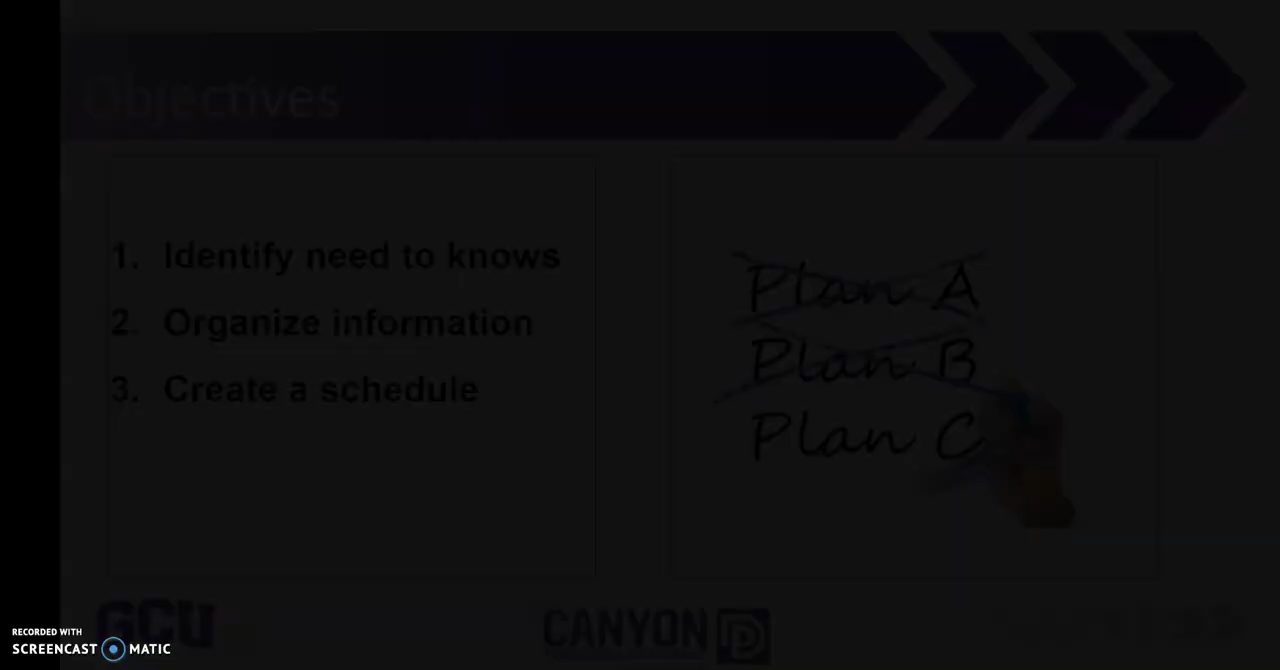 Objectives
1. Identify need to knows
2. Organize information
3. Create a schedule
Plan A
Plan B
Plan C
GCU
CANYON PD
RECORDED WITH
SCREENCAST MATIC